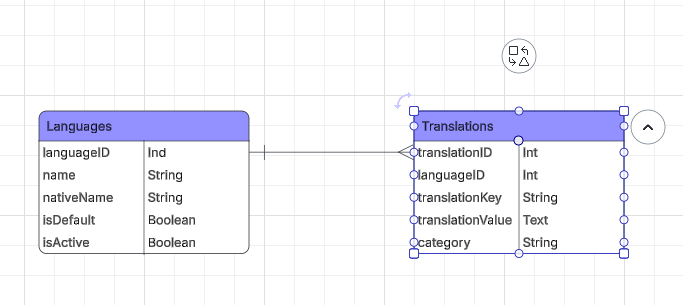 Languages
languageID Ind
name String
nativeName String
isDefault Boolean
isActive Boolean
Translations
translationID Int
languageID Int
translationKey String
translationValue Text
category String